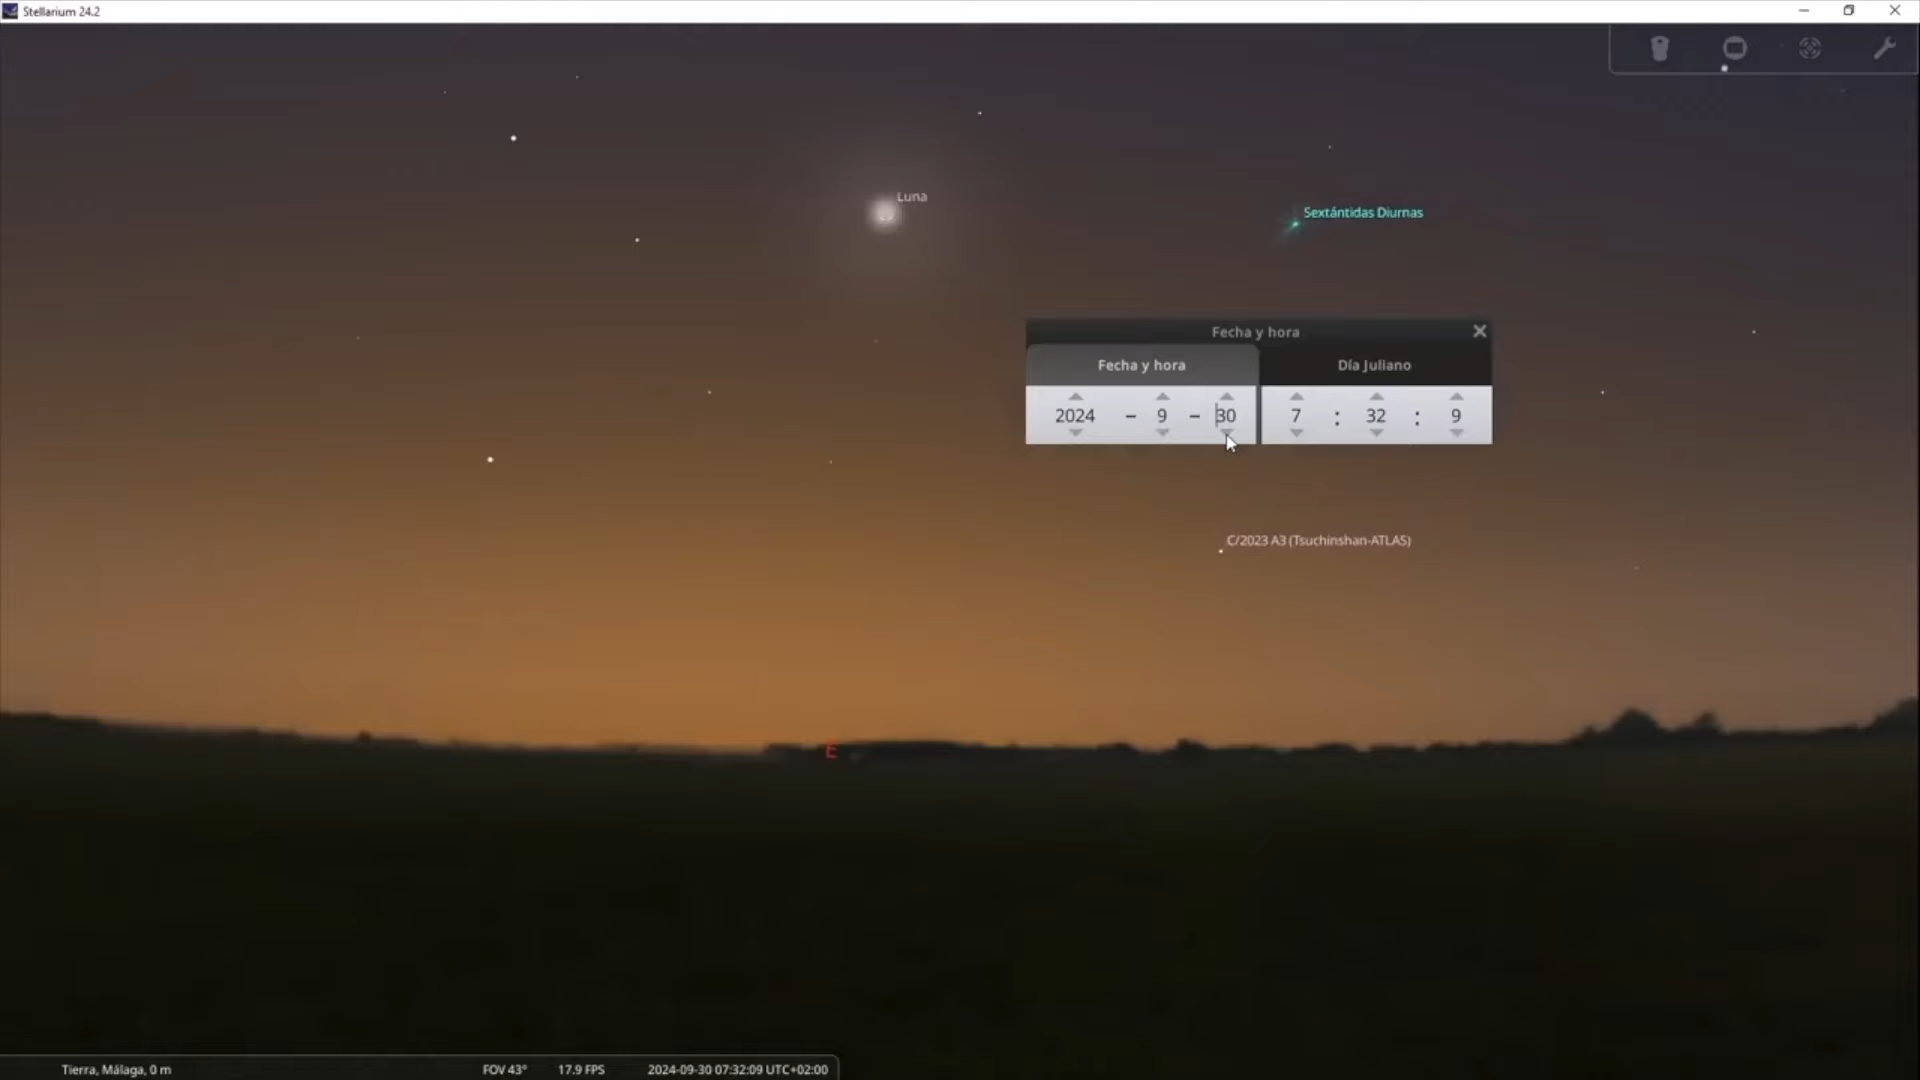 Stellarium 24.2
Luna
Sextántidas Diurnas
Fecha y hora
Fecha y hora
Día Juliano
2024 - 9 - 30 7 : 32 : 9
C/2023 A3 (Tsuchinshan-ATLAS)
E
Tierra, Málaga, 0 m FOV 43° 17.9 FPS 2024-09-30 07:32:09 UTC+02:00